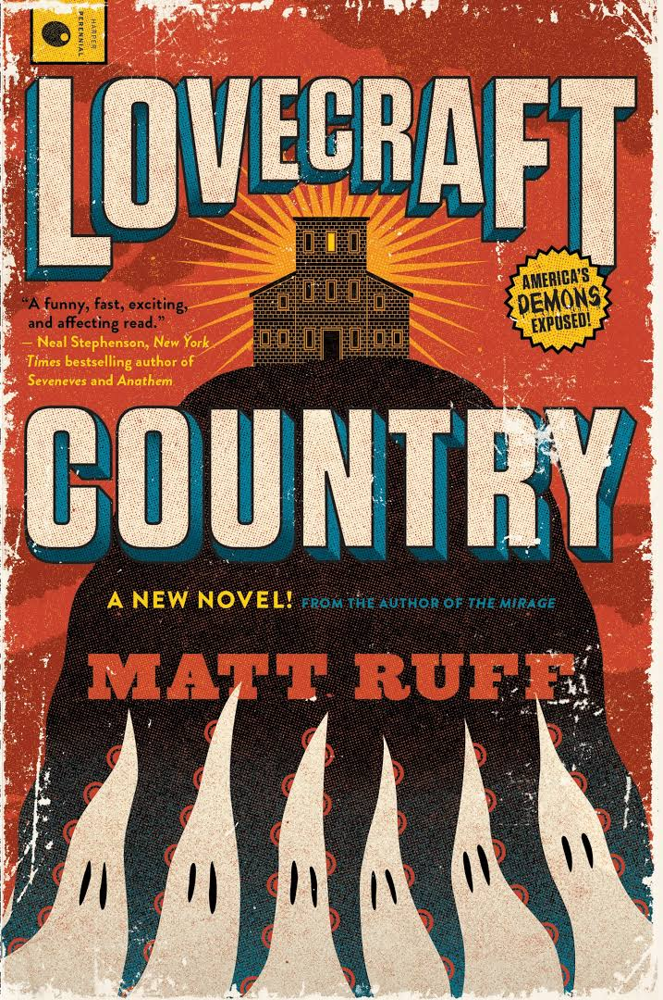 HARPER
PERENNIAL
LOVECRAFT
“A funny, fast, exciting,
and affecting read.”
— Neal Stephenson, New York
Times bestselling author of
Seveneves and Anathem
AMERICA'S
DEMONS
EXPOSED!
COUNTRY
A NEW NOVEL! FROM THE AUTHOR OF THE MIRAGE
MATT RUFF